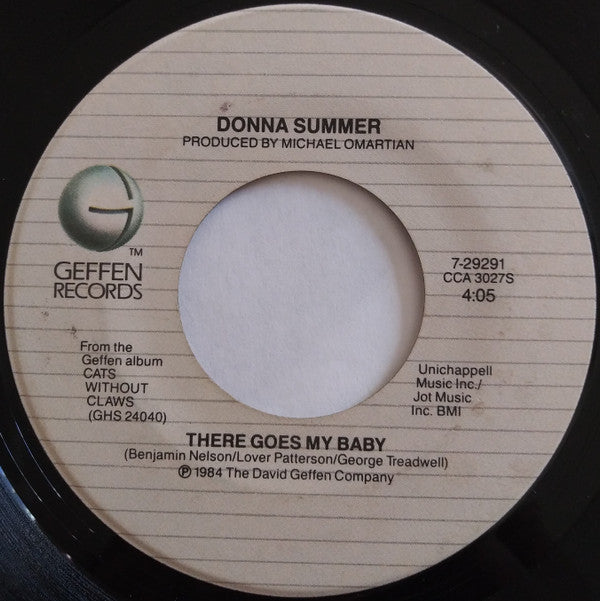 DONNA SUMMER
PRODUCED BY MICHAEL OMARTIAN
G
TM
GEFFEN
RECORDS
7-29291
CCA 3027S
4:05
From the
Geffen album
CATS
WITHOUT
CLAWS
(GHS 24040)
Unichappell
Music Inc./
Jot Music
Inc. BMI
THERE GOES MY BABY
(Benjamin Nelson/Lover Patterson/George Treadwell)
℗ 1984 The David Geffen Company